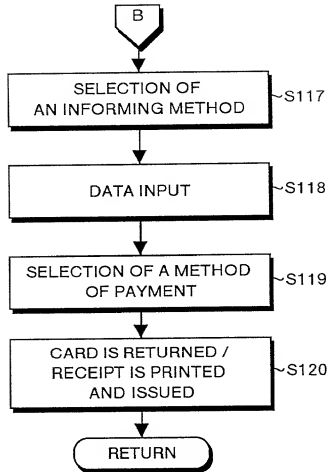 B
SELECTION OF
AN INFORMING METHOD
S117
DATA INPUT
S118
SELECTION OF A METHOD
OF PAYMENT
S119
CARD IS RETURNED /
RECEIPT IS PRINTED
AND ISSUED
S120
RETURN